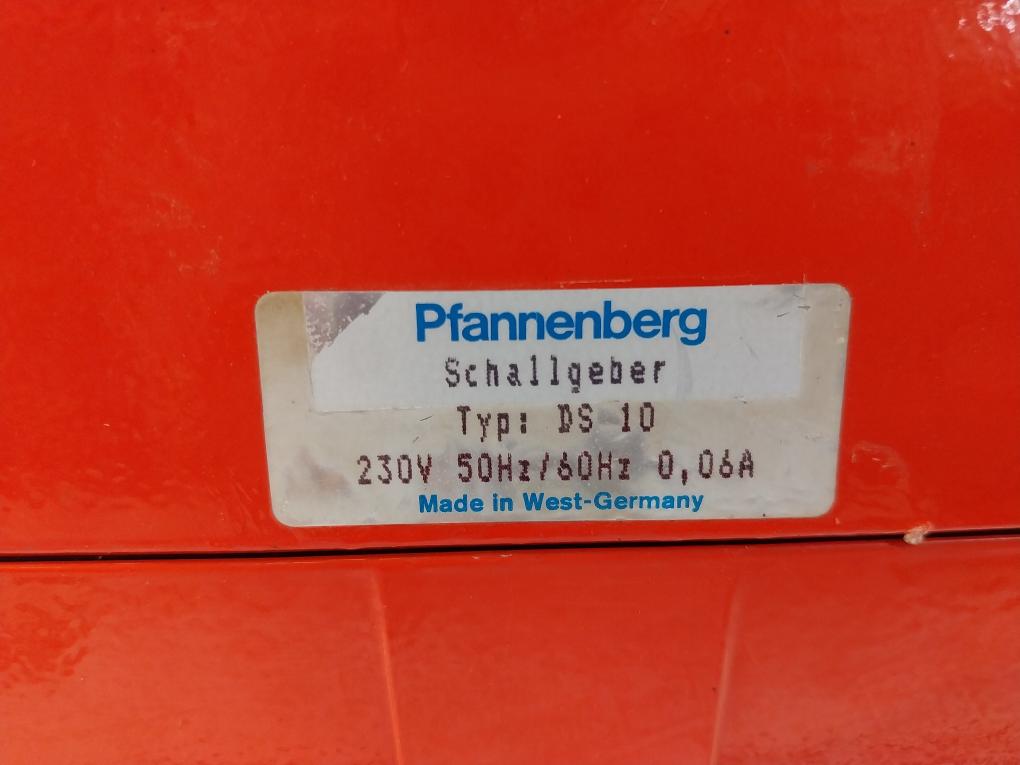 Pfannenberg
Schallgeber
Typ: DS 10
230V 50Hz/60Hz 0,06A
Made in West-Germany